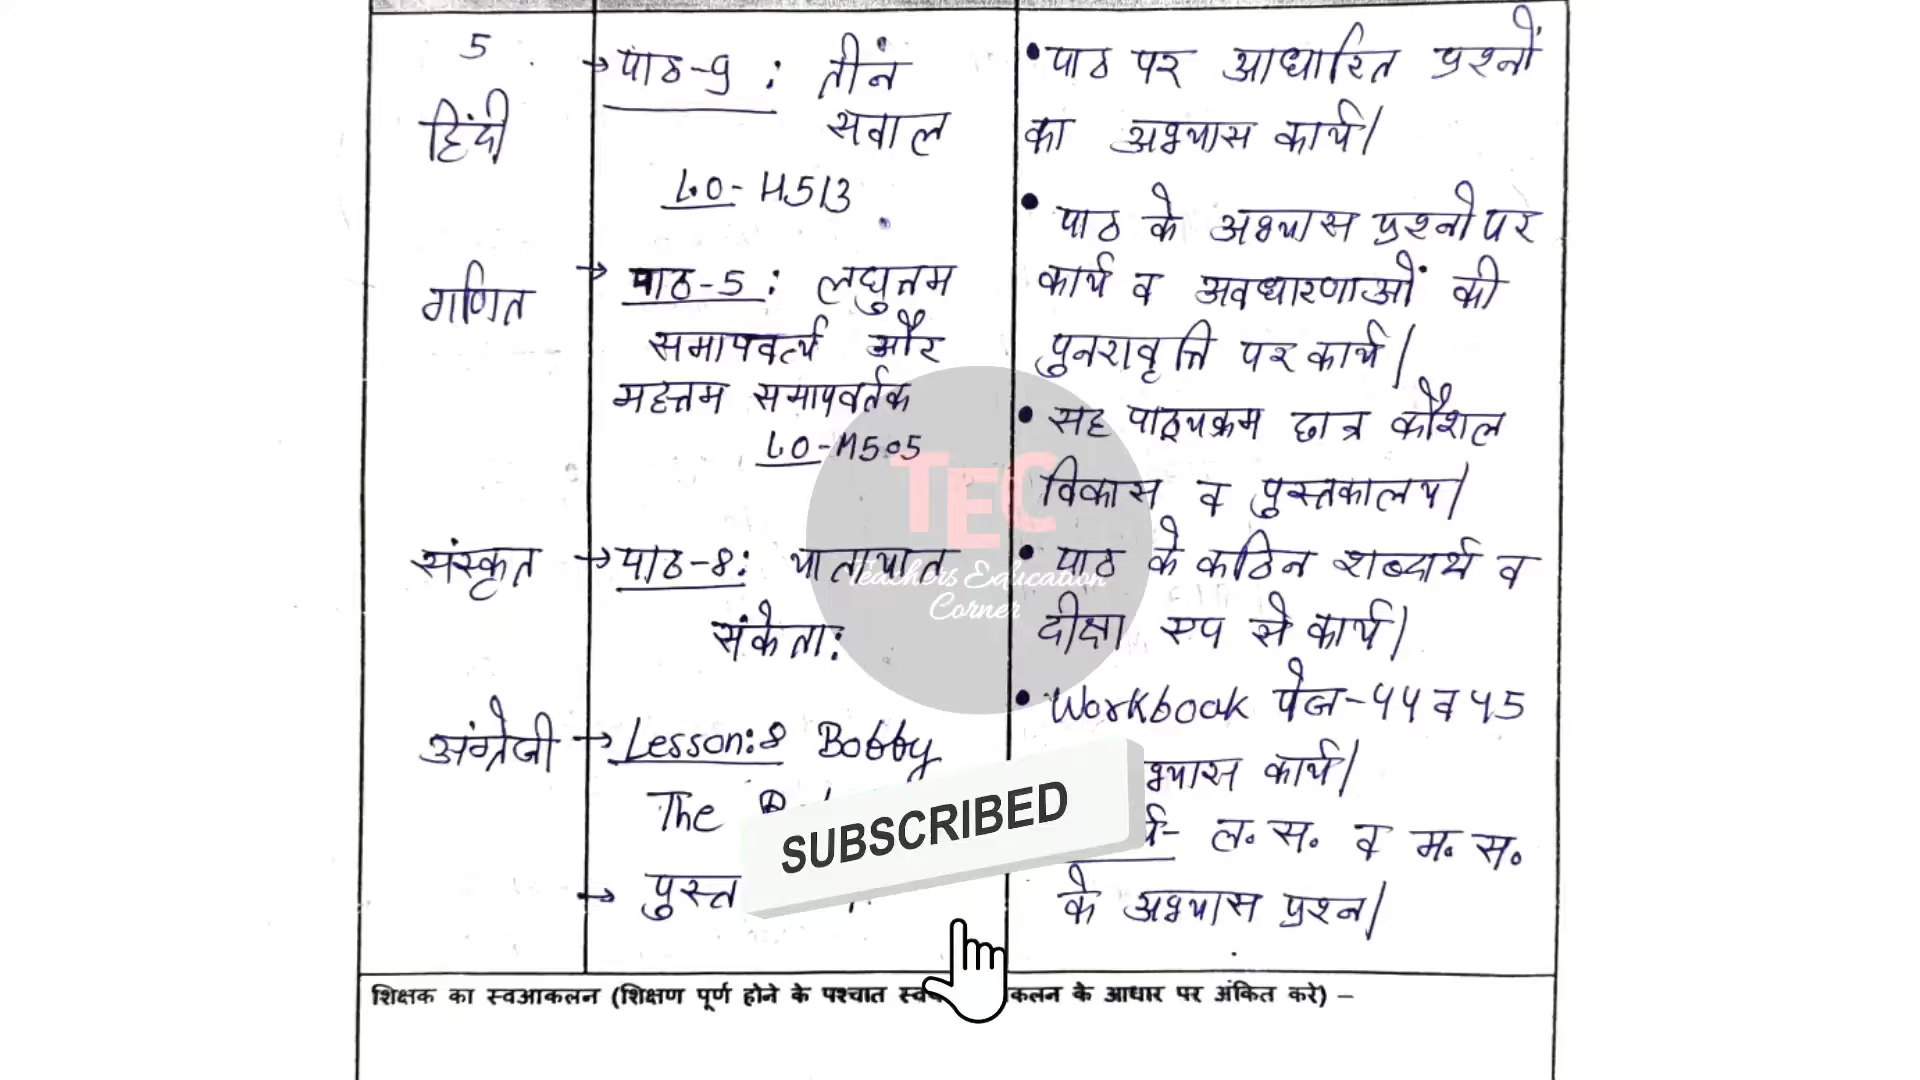 5
हिंदी
→ पाठ-9 : तीन
सवाल
L.O- H513
• पाठ पर आधारित प्रश्नों
का अभ्यास कार्य।
गणित
→ पाठ-5 : लघुत्तम
समापवर्त्य और
महत्तम समापवर्तक
LO-M505
• पाठ के अभ्यास प्रश्नो पर
कार्य व अवधारणाओं की
पुनरावृत्ति पर कार्य।
• सह पाठ्यक्रम छात्र कौशल
विकास व पुस्तकालय।
संस्कृत
→ पाठ-8: यातायात
संकेता:
• पाठ के कठिन शब्दार्थ व
दीक्षा एप से कार्य।
अंग्रेजी
→ Lesson:8 Bobby
The
→ पुस्त
• Workbook पेज-44 व 45
भ्यास कार्य।
ल. स. व म. स.
के अभ्यास प्रश्न।
TEC
Teachers Education
Corner
SUBSCRIBED
शिक्षक का स्वआकलन (शिक्षण पूर्ण होने के पश्चात स्व कलन के आधार पर अंकित करे) –